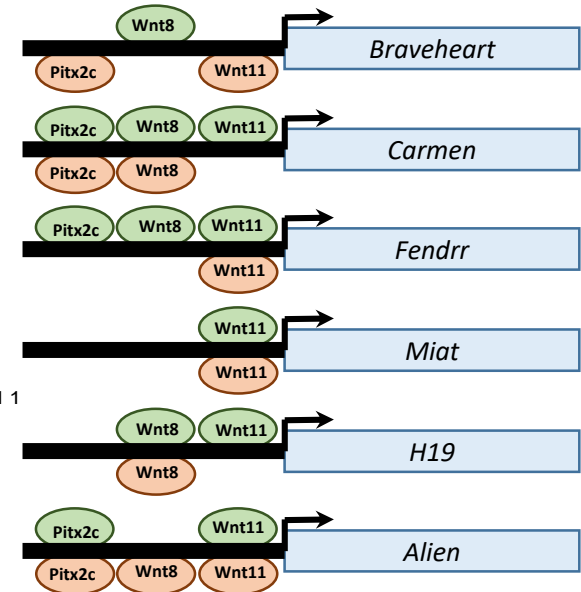 Wnt8
Braveheart
Pitx2c Wnt11
Pitx2c Wnt8 Wnt11
Carmen
Pitx2c Wnt8
Pitx2c Wnt8 Wnt11
Fendrr
Wnt11
Wnt11
Miat
Wnt11
Wnt8 Wnt11
H19
Wnt8
Pitx2c Wnt11
Alien
Pitx2c Wnt8 Wnt11